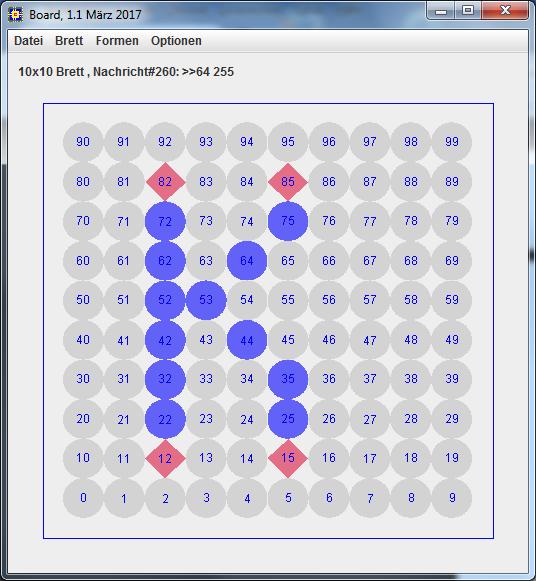 Board, 1.1 März 2017
Datei Brett Formen Optionen
10x10 Brett , Nachricht#260: >>64 255
90 91 92 93 94 95 96 97 98 99
80 81 82 83 84 85 86 87 88 89
70 71 72 73 74 75 76 77 78 79
60 61 62 63 64 65 66 67 68 69
50 51 52 53 54 55 56 57 58 59
40 41 42 43 44 45 46 47 48 49
30 31 32 33 34 35 36 37 38 39
20 21 22 23 24 25 26 27 28 29
10 11 12 13 14 15 16 17 18 19
0 1 2 3 4 5 6 7 8 9